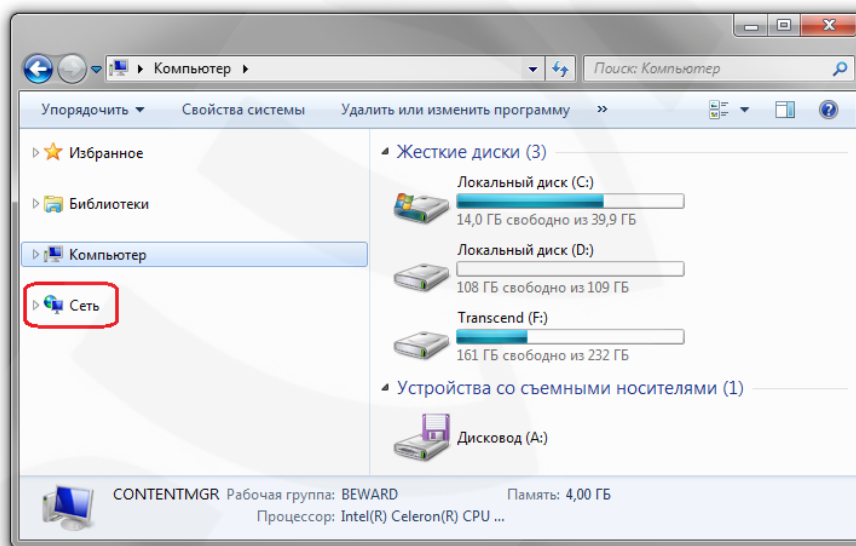 Компьютер
Поиск: Компьютер
Упорядочить
Свойства системы
Удалить или изменить программу
»
Избранное
Библиотеки
Компьютер
Сеть
Жесткие диски (3)
Локальный диск (C:)
14,0 ГБ свободно из 39,9 ГБ
Локальный диск (D:)
108 ГБ свободно из 109 ГБ
Transcend (F:)
161 ГБ свободно из 232 ГБ
Устройства со съемными носителями (1)
Дисковод (A:)
CONTENTMGR Рабочая группа: BEWARD Память: 4,00 ГБ
Процессор: Intel(R) Celeron(R) CPU ...